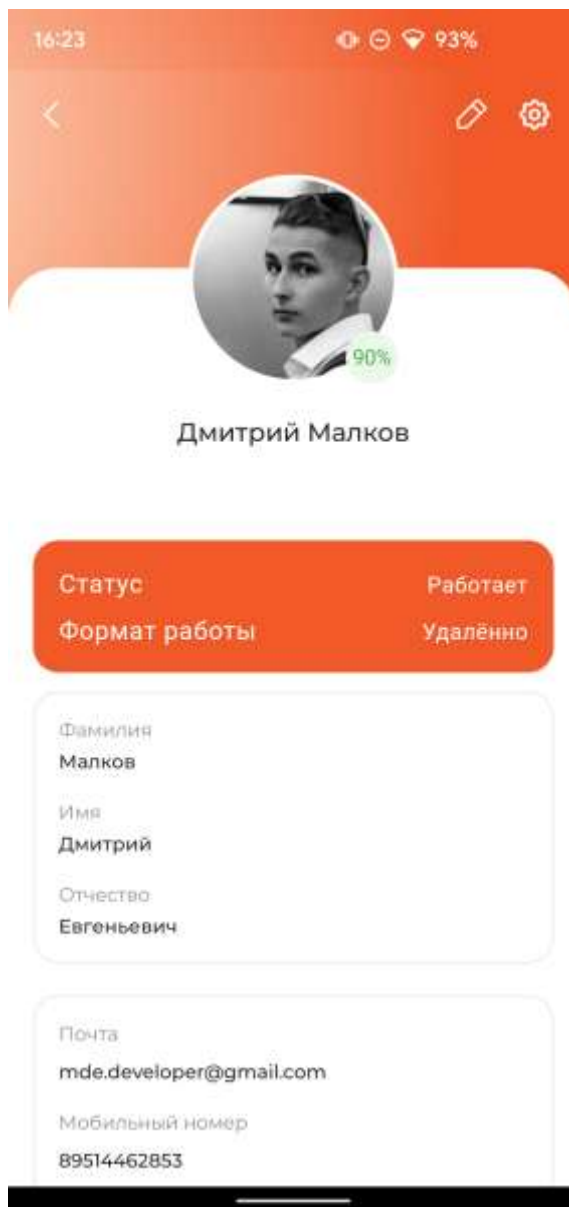 16:23 93%
90%
Дмитрий Малков
Статус Работает
Формат работы Удалённо
Фамилия
Малков
Имя
Дмитрий
Отчество
Евгеньевич
Почта
mde.developer@gmail.com
Мобильный номер
89514462853